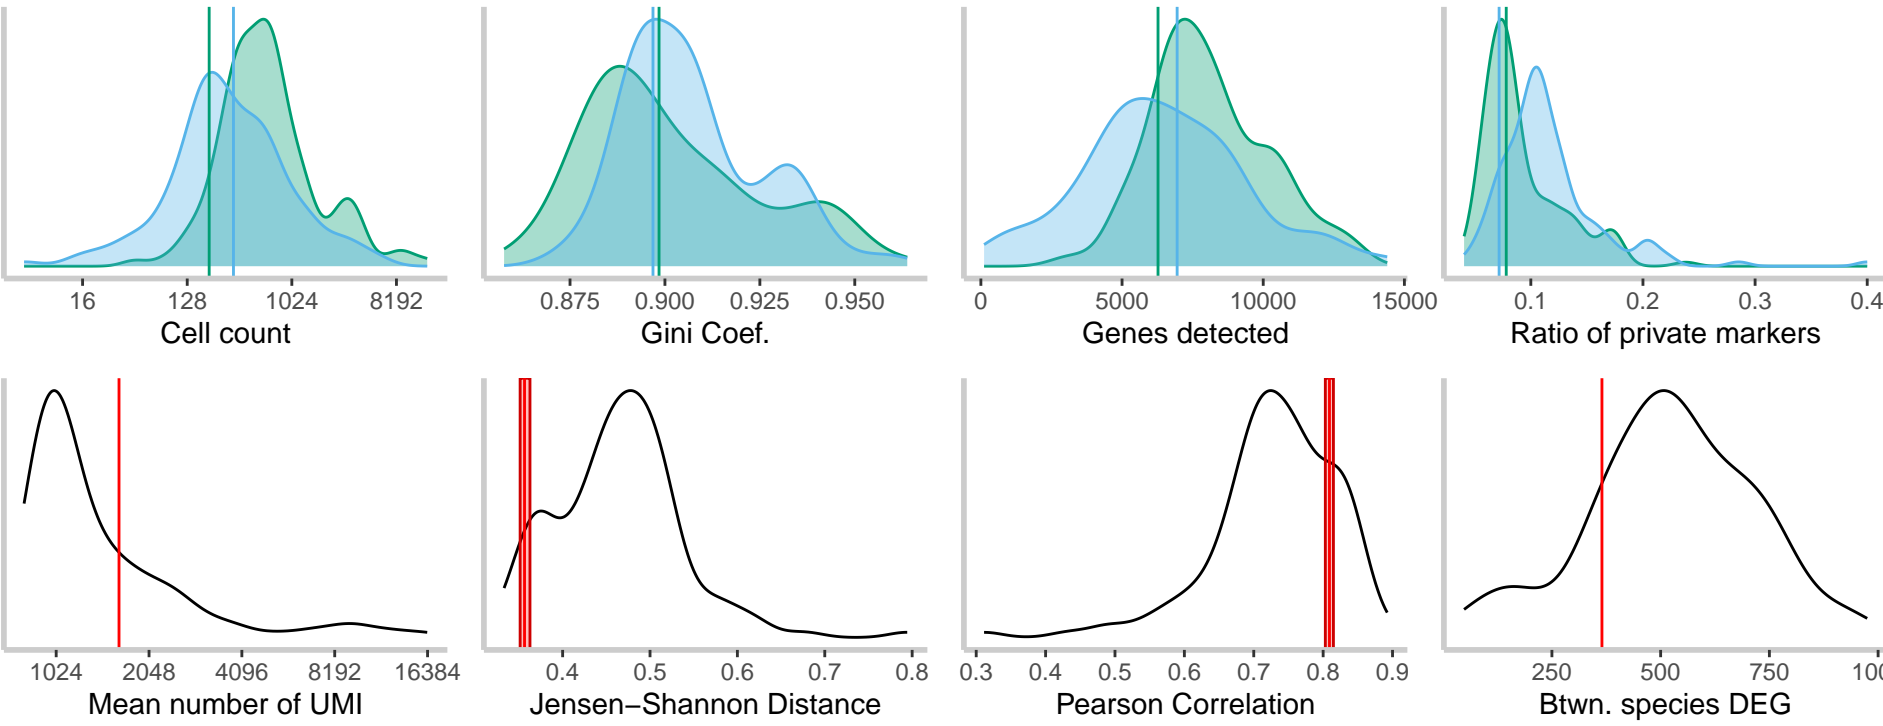 16 128 1024 8192
Cell count
0.875 0.900 0.925 0.950
Gini Coef.
0 5000 10000 15000
Genes detected
0.1 0.2 0.3 0.4
Ratio of private markers
1024 2048 4096 8192 16384
Mean number of UMI
0.4 0.5 0.6 0.7 0.8
Jensen−Shannon Distance
0.3 0.4 0.5 0.6 0.7 0.8 0.9
Pearson Correlation
250 500 750 100
Btwn. species DEG